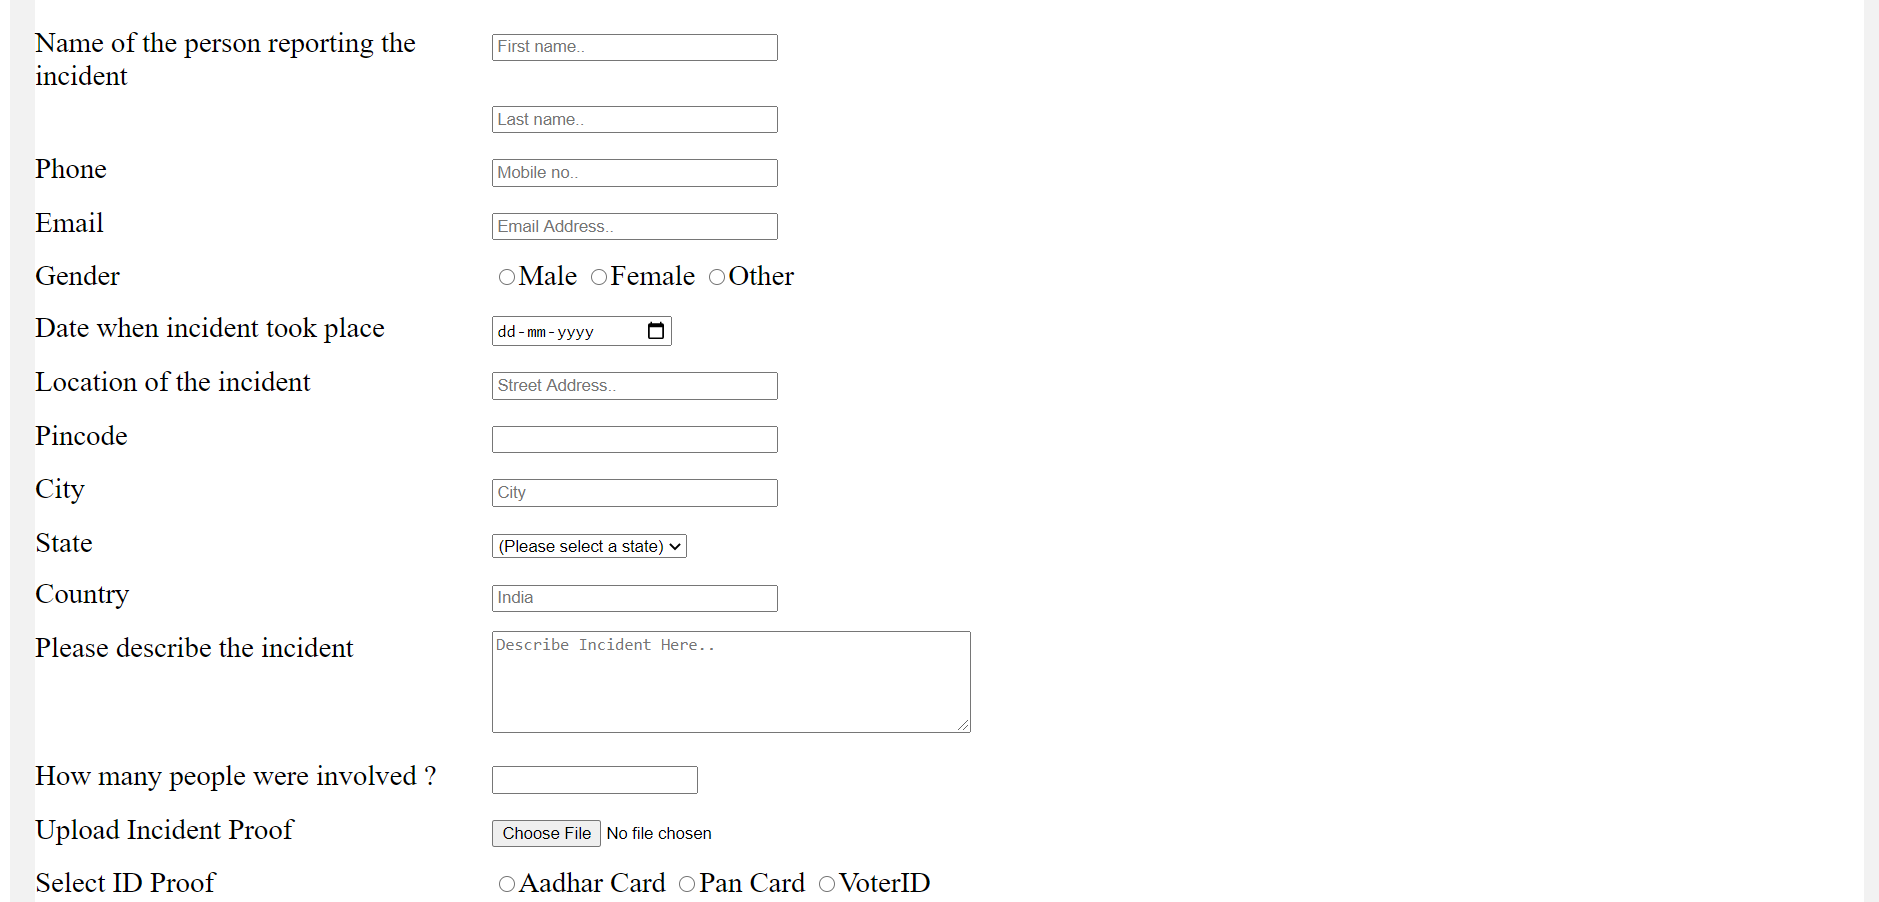 Name of the person reporting the First name..
incident
Last name..
Phone Mobile no..
Email Email Address..
Gender Male Female Other
Date when incident took place dd-mm-yyyy
Location of the incident Street Address..
Pincode
City City
State (Please select a state)
Country India
Please describe the incident Describe Incident Here..
How many people were involved ?
Upload Incident Proof Choose File No file chosen
Select ID Proof Aadhar Card Pan Card VoterID